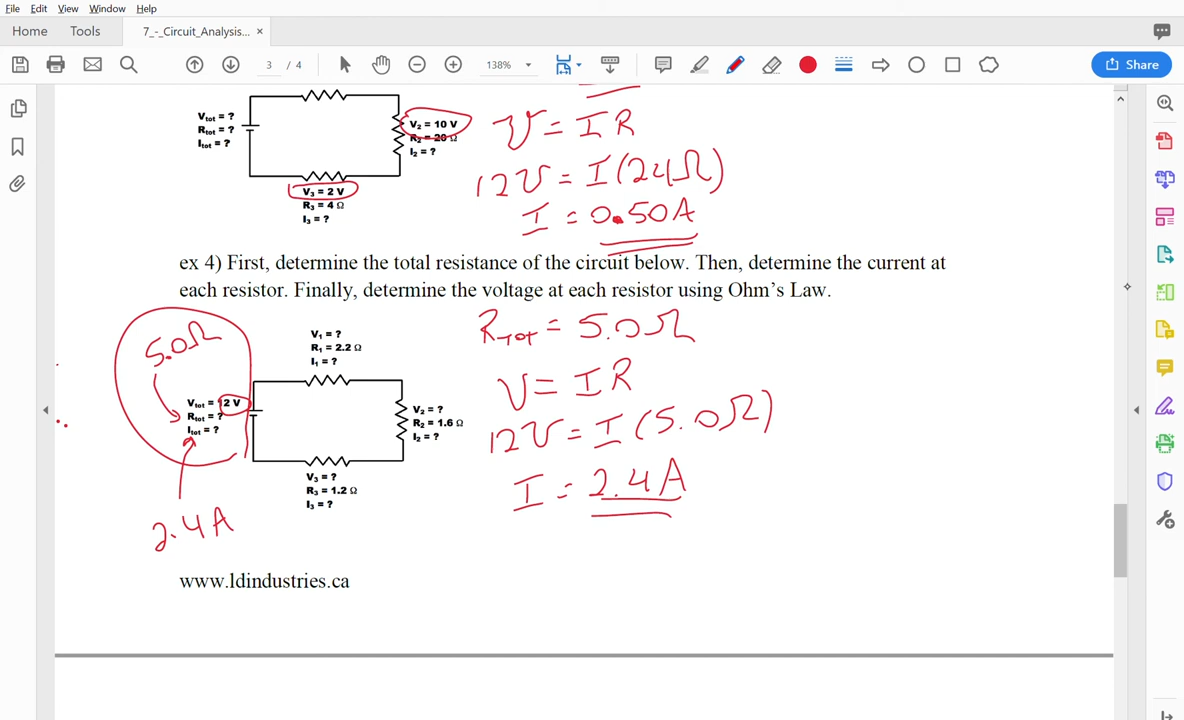 File Edit View Window Help
Home Tools 7_-_Circuit_Analysis... ×
3 / 4 138% Share
Vtot = ?
Rtot = ?
Itot = ?
V2 = 10 V
R2 = 20 Ω
I2 = ?
V3 = 2 V
R3 = 4 Ω
I3 = ?
V = I R
12V = I (24Ω)
I = 0.50A
ex 4) First, determine the total resistance of the circuit below. Then, determine the current at
each resistor. Finally, determine the voltage at each resistor using Ohm's Law.
5.0Ω
V1 = ?
R1 = 2.2 Ω
I1 = ?
Vtot = 12 V
Rtot = ?
Itot = ?
V2 = ?
R2 = 1.6 Ω
I2 = ?
V3 = ?
R3 = 1.2 Ω
I3 = ?
2.4A
RTOT = 5.0Ω
V = I R
12V = I (5.0Ω)
I = 2.4A
www.ldindustries.ca